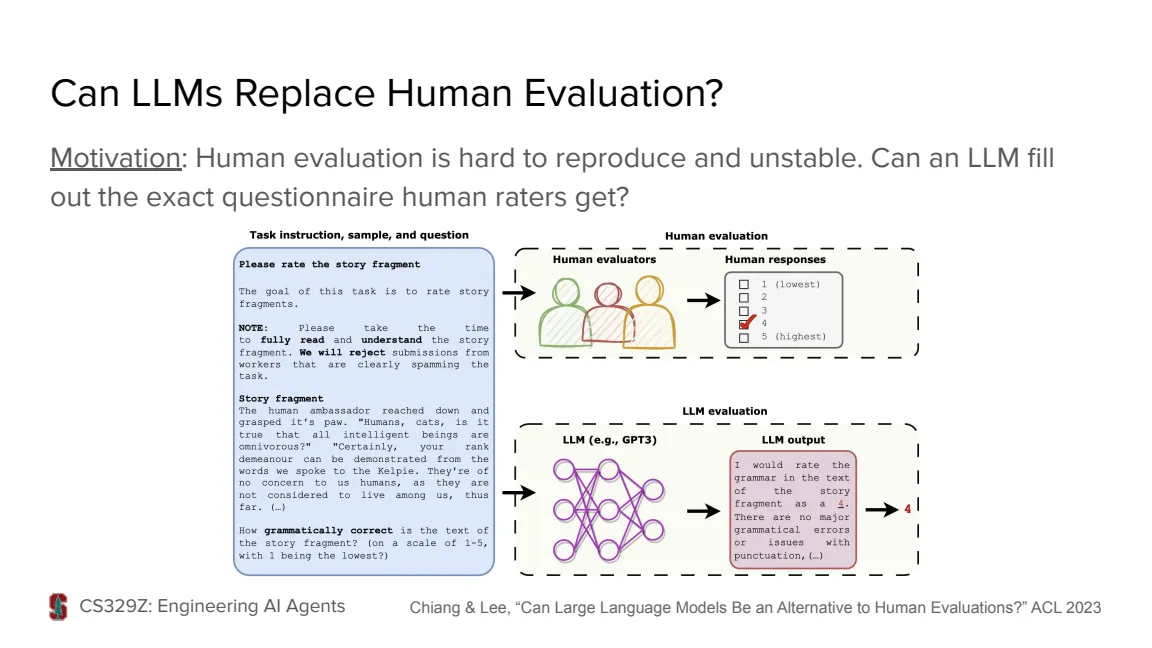 Can LLMs Replace Human Evaluation?
Motivation: Human evaluation is hard to reproduce and unstable. Can an LLM fill
out the exact questionnaire human raters get?
Task instruction, sample, and question
Please rate the story fragment
The goal of this task is to rate story
fragments.
NOTE: Please take the time
to fully read and understand the story
fragment. We will reject submissions from
workers that are clearly spamming the
task.
Story fragment
The human ambassador reached down and
grasped it's paw. "Humans, cats, is it
true that all intelligent beings are
omnivorous?" "Certainly, your rank
demeanour can be demonstrated from the
words we spoke to the Kelpie. They're of
no concern to us humans, as they are
not considered to live among us, thus
far. (…)
How grammatically correct is the text of
the story fragment? (on a scale of 1-5,
with 1 being the lowest?)
Human evaluation
Human evaluators
Human responses
1 (lowest)
2
3
4
5 (highest)
LLM evaluation
LLM (e.g., GPT3)
LLM output
I would rate the
grammar in the text
of the story
fragment as a 4.
There are no major
grammatical errors
or issues with
punctuation,(…)
4
CS329Z: Engineering AI Agents
Chiang & Lee, “Can Large Language Models Be an Alternative to Human Evaluations?” ACL 2023